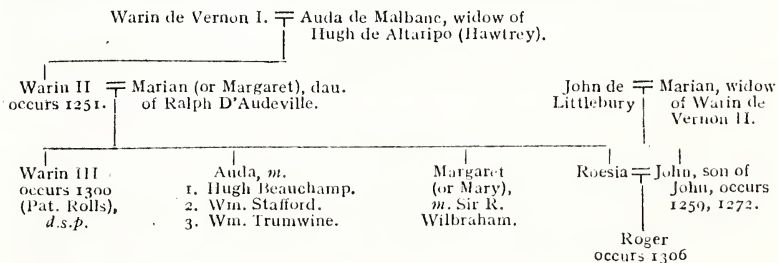 Warin de Vernon I. Auda de Malbanc, widow of
Hugh de Altaripo (Hawtrey).
Warin II Marian (or Margaret), dau.
occurs 1251. of Ralph D'Audeville.
John de Marian, widow
Littlebury of Warin de
Vernon II.
Warin III
occurs 1300
(Pat. Rolls),
d.s.p.
Auda, m.
1. Hugh Beauchamp.
2. Wm. Stafford.
3. Wm. Trumwine.
Margaret
(or Mary),
m. Sir R.
Wilbraham.
Roesia John, son of
John, occurs
1259, 1272.
Roger
occurs 1306